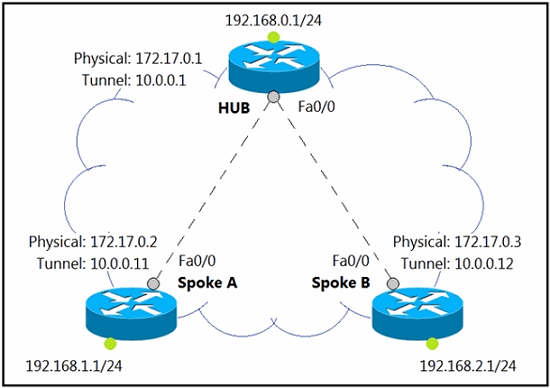 192.168.0.1/24
Physical: 172.17.0.1
Tunnel: 10.0.0.1
HUB
Fa0/0
Physical: 172.17.0.2
Tunnel: 10.0.0.11
Fa0/0
Spoke A
192.168.1.1/24
Physical: 172.17.0.3
Tunnel: 10.0.0.12
Fa0/0
Spoke B
192.168.2.1/24